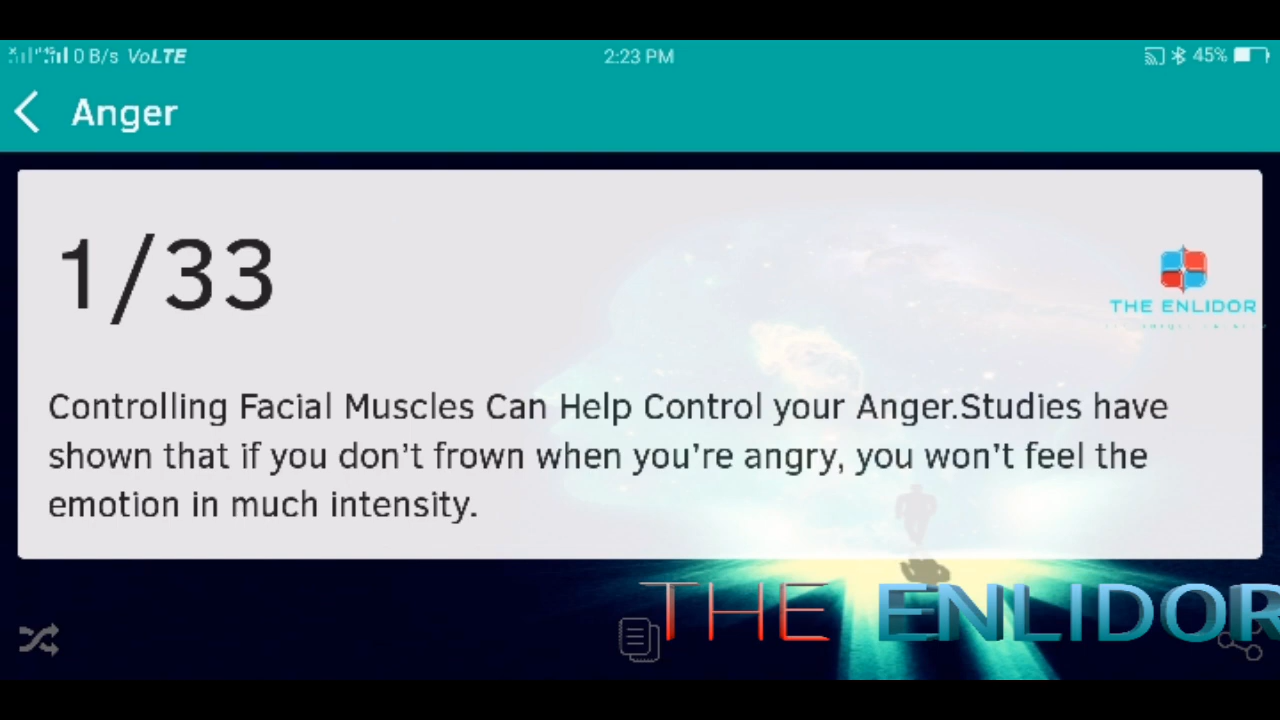 0 B/s VoLTE
2:23 PM
45%
Anger
1/33
THE ENLIDOR
Controlling Facial Muscles Can Help Control your Anger.Studies have
shown that if you don’t frown when you’re angry, you won’t feel the
emotion in much intensity.
THE ENLIDOR